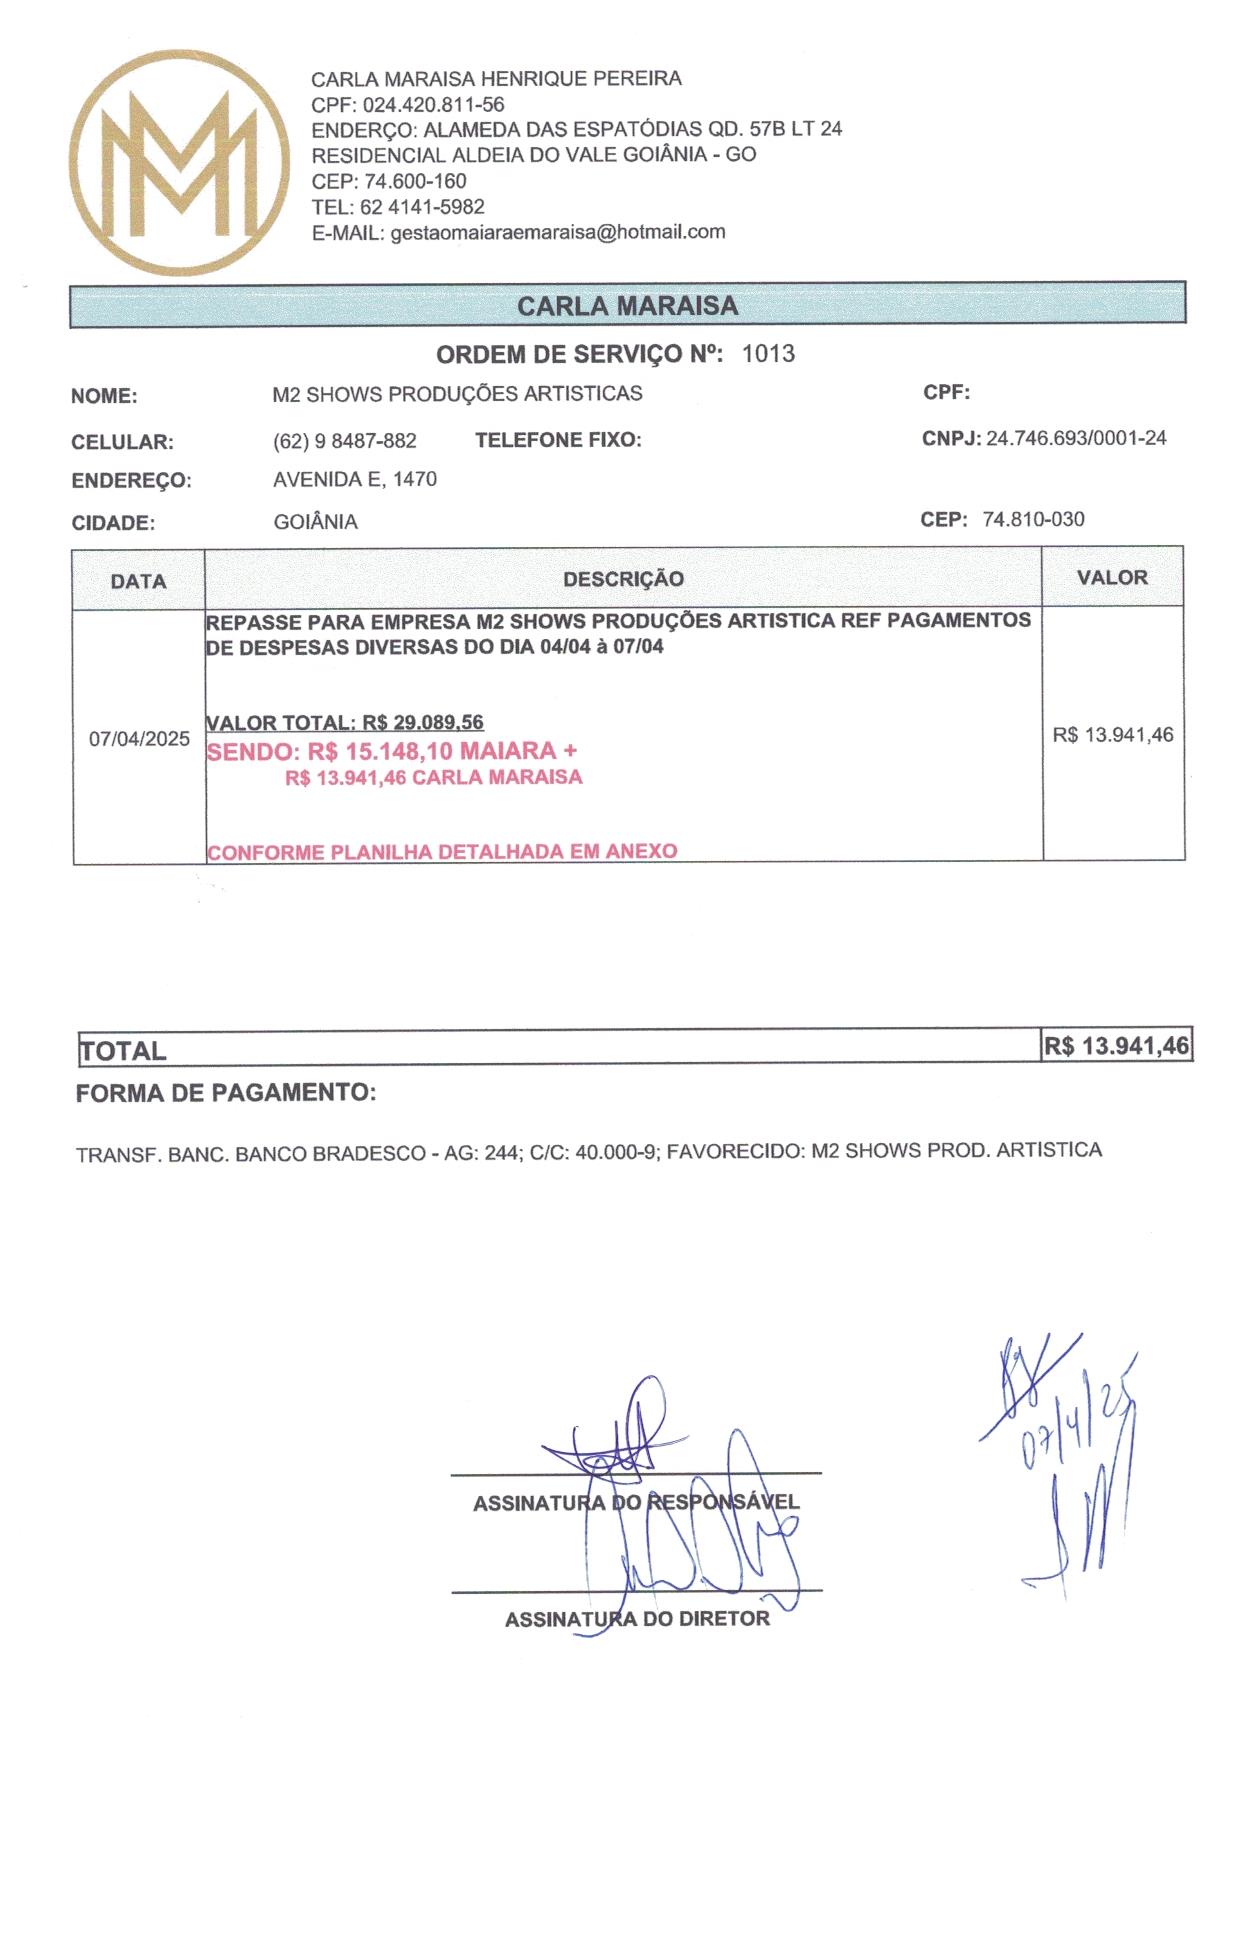 CARLA MARAISA HENRIQUE PEREIRA
CPF: 024.420.811-56
ENDERÇO: ALAMEDA DAS ESPATÓDIAS QD. 57B LT 24
RESIDENCIAL ALDEIA DO VALE GOIÂNIA - GO
CEP: 74.600-160
TEL: 62 4141-5982
E-MAIL: gestaomaiaraemaraisa@hotmail.com
CARLA MARAISA
ORDEM DE SERVIÇO Nº: 1013
NOME: M2 SHOWS PRODUÇÕES ARTISTICAS CPF:
CELULAR: (62) 9 8487-882 TELEFONE FIXO: CNPJ: 24.746.693/0001-24
ENDEREÇO: AVENIDA E, 1470
CIDADE: GOIÂNIA CEP: 74.810-030
DATA DESCRIÇÃO VALOR
REPASSE PARA EMPRESA M2 SHOWS PRODUÇÕES ARTISTICA REF PAGAMENTOS
DE DESPESAS DIVERSAS DO DIA 04/04 à 07/04
VALOR TOTAL: R$ 29.089,56
07/04/2025 SENDO: R$ 15.148,10 MAIARA + R$ 13.941,46
R$ 13.941,46 CARLA MARAISA
CONFORME PLANILHA DETALHADA EM ANEXO
TOTAL R$ 13.941,46
FORMA DE PAGAMENTO:
TRANSF. BANC. BANCO BRADESCO - AG: 244; C/C: 40.000-9; FAVORECIDO: M2 SHOWS PROD. ARTISTICA
07/4/25
ASSINATURA DO RESPONSÁVEL
ASSINATURA DO DIRETOR